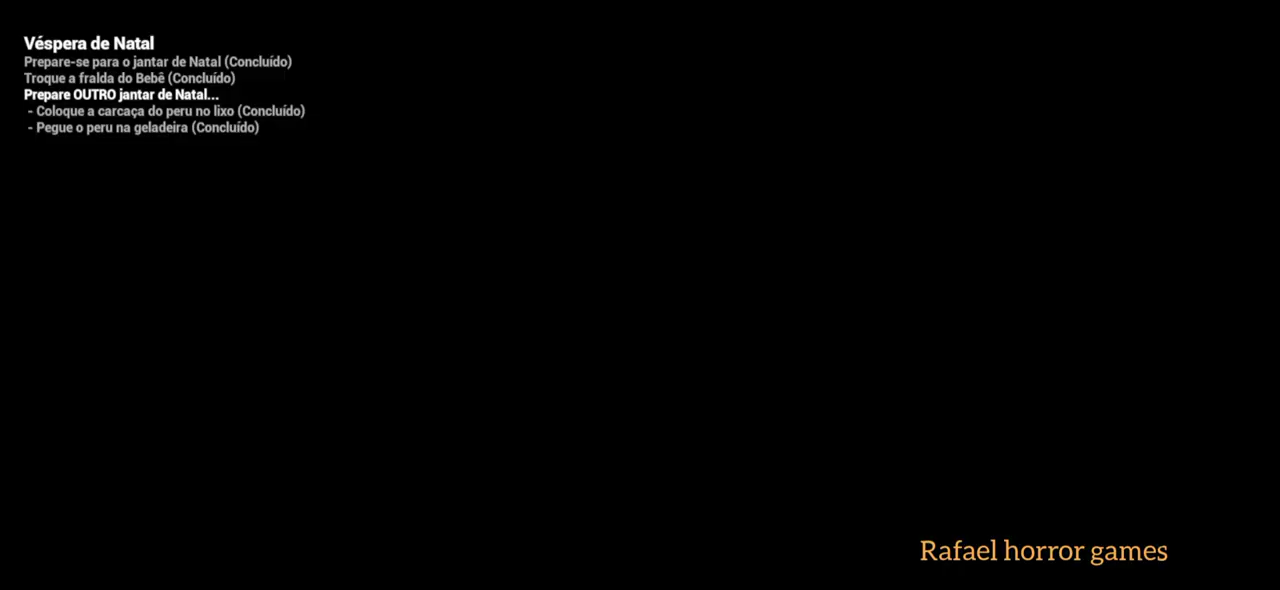 Véspera de Natal
Prepare-se para o jantar de Natal (Concluído)
Troque a fralda do Bebê (Concluído)
Prepare OUTRO jantar de Natal...
- Coloque a carcaça do peru no lixo (Concluído)
- Pegue o peru na geladeira (Concluído)
Rafael horror games